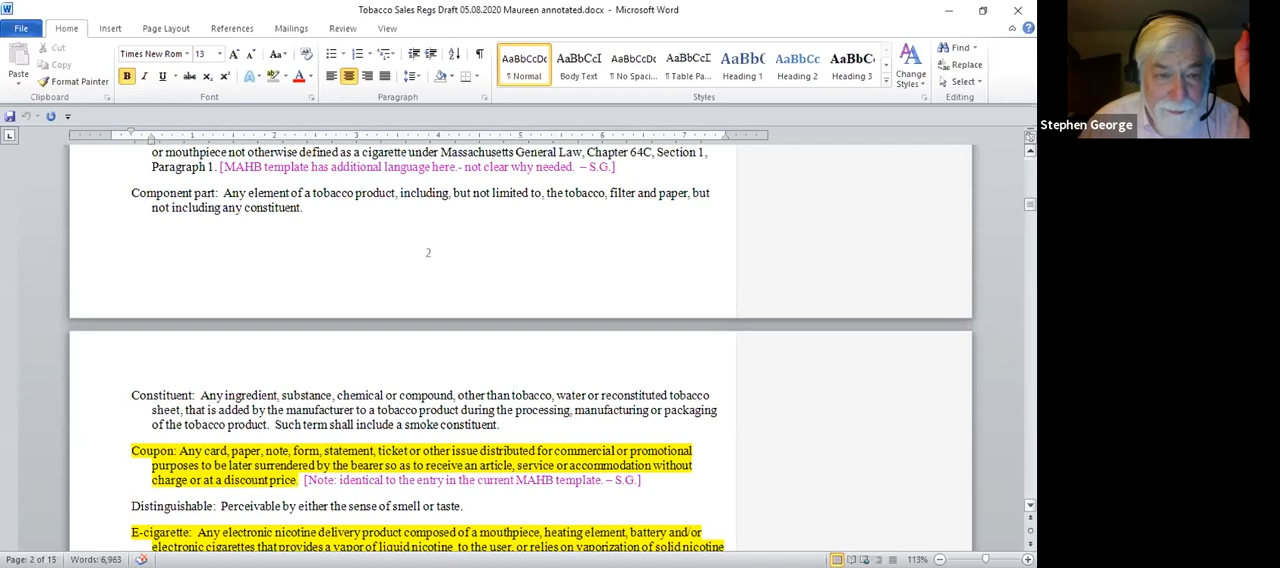 Tobacco Sales Regs Draft 05.08.2020 Maureen annotated.docx - Microsoft Word
File Home Insert Page Layout References Mailings Review View
Cut
Copy
Format Painter
Paste
Clipboard
Times New Rom 13
Font
Paragraph
AaBbCcDc AaBbCcI AaBbCcDc AaBbCcI AaBbC AaBbCc AaBbC
¶ Normal Body Text ¶ No Spaci... ¶ Table Pa... Heading 1 Heading 2 Heading 3
Styles
Change
Styles
Find
Replace
Select
Editing
Stephen George
1 2 3 4 5 6 7
or mouthpiece not otherwise defined as a cigarette under Massachusetts General Law, Chapter 64C, Section 1,
Paragraph 1. [MAHB template has additional language here.- not clear why needed. – S.G.]
Component part: Any element of a tobacco product, including, but not limited to, the tobacco, filter and paper, but
not including any constituent.
2
Constituent: Any ingredient, substance, chemical or compound, other than tobacco, water or reconstituted tobacco
sheet, that is added by the manufacturer to a tobacco product during the processing, manufacturing or packaging
of the tobacco product. Such term shall include a smoke constituent.
Coupon: Any card, paper, note, form, statement, ticket or other issue distributed for commercial or promotional
purposes to be later surrendered by the bearer so as to receive an article, service or accommodation without
charge or at a discount price. [Note: identical to the entry in the current MAHB template. – S.G.]
Distinguishable: Perceivable by either the sense of smell or taste.
E-cigarette: Any electronic nicotine delivery product composed of a mouthpiece, heating element, battery and/or
electronic cigarettes that provides a vapor of liquid nicotine to the user, or relies on vaporization of solid nicotine
Page: 2 of 15 Words: 6,963 113%